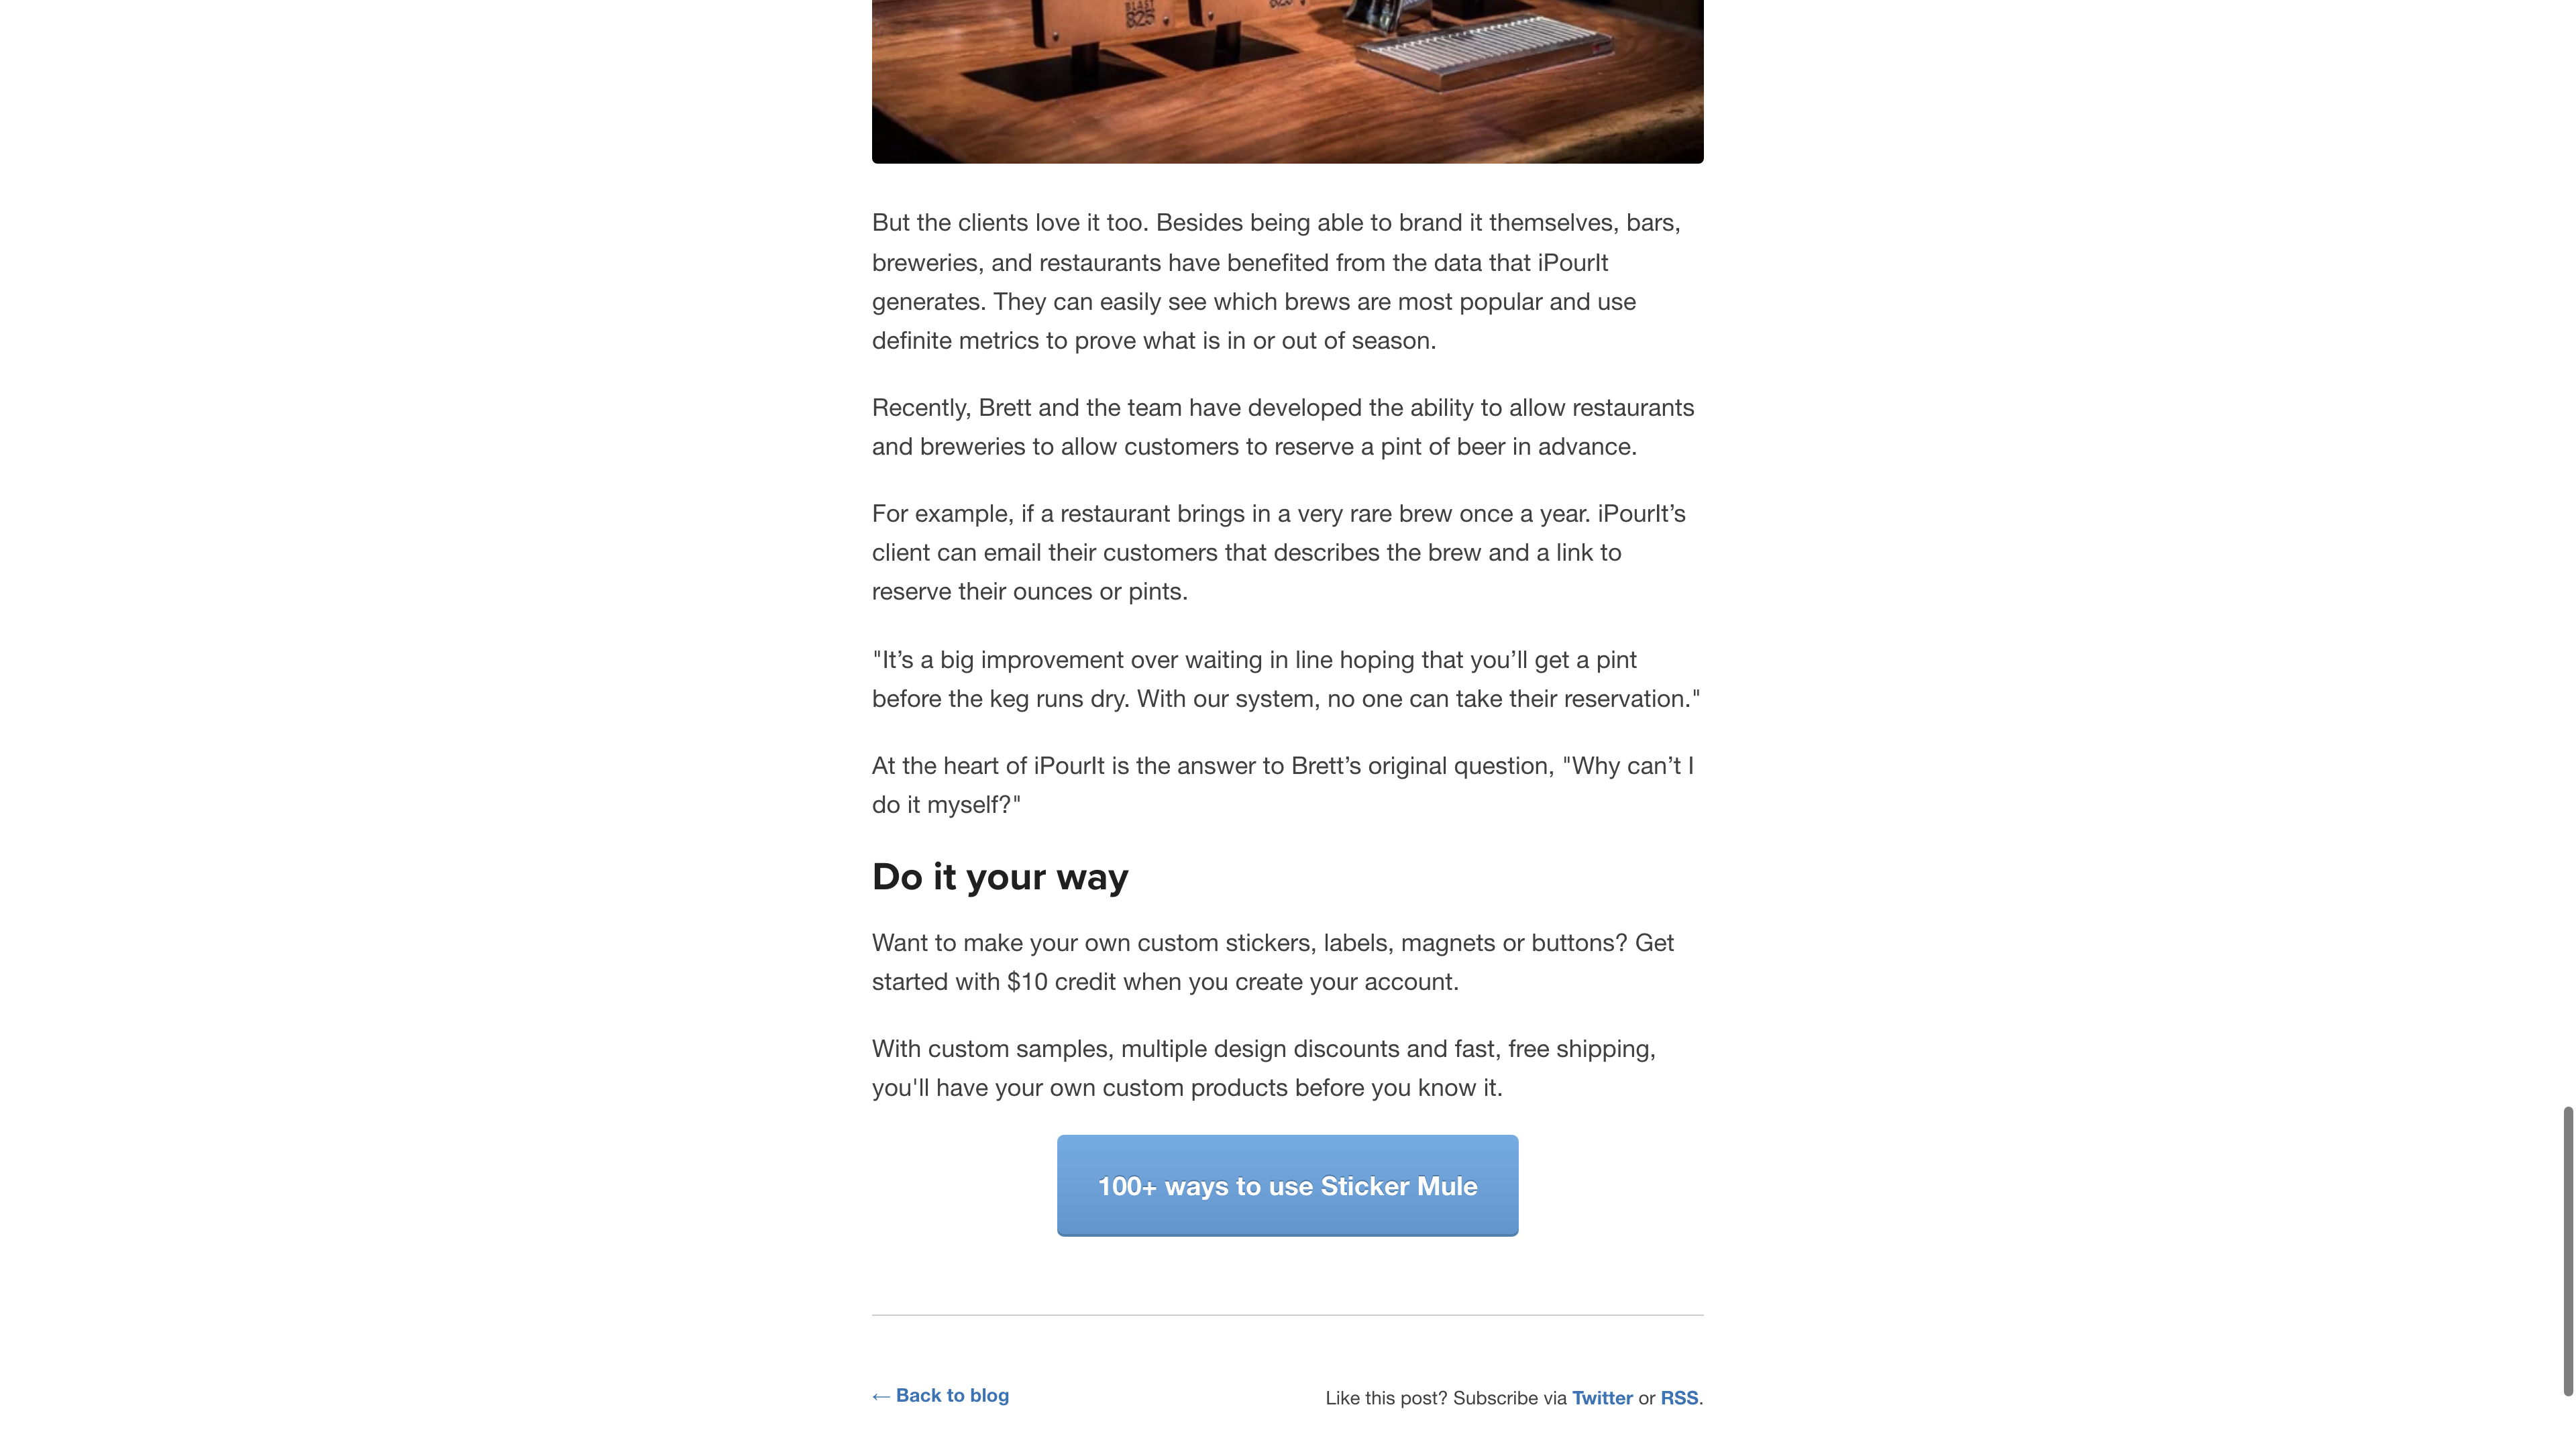 BLAST
825
But the clients love it too. Besides being able to brand it themselves, bars,
breweries, and restaurants have benefited from the data that iPourIt
generates. They can easily see which brews are most popular and use
definite metrics to prove what is in or out of season.
Recently, Brett and the team have developed the ability to allow restaurants
and breweries to allow customers to reserve a pint of beer in advance.
For example, if a restaurant brings in a very rare brew once a year. iPourIt’s
client can email their customers that describes the brew and a link to
reserve their ounces or pints.
"It’s a big improvement over waiting in line hoping that you’ll get a pint
before the keg runs dry. With our system, no one can take their reservation."
At the heart of iPourIt is the answer to Brett’s original question, "Why can’t I
do it myself?"
Do it your way
Want to make your own custom stickers, labels, magnets or buttons? Get
started with $10 credit when you create your account.
With custom samples, multiple design discounts and fast, free shipping,
you'll have your own custom products before you know it.
100+ ways to use Sticker Mule
← Back to blog
Like this post? Subscribe via Twitter or RSS.